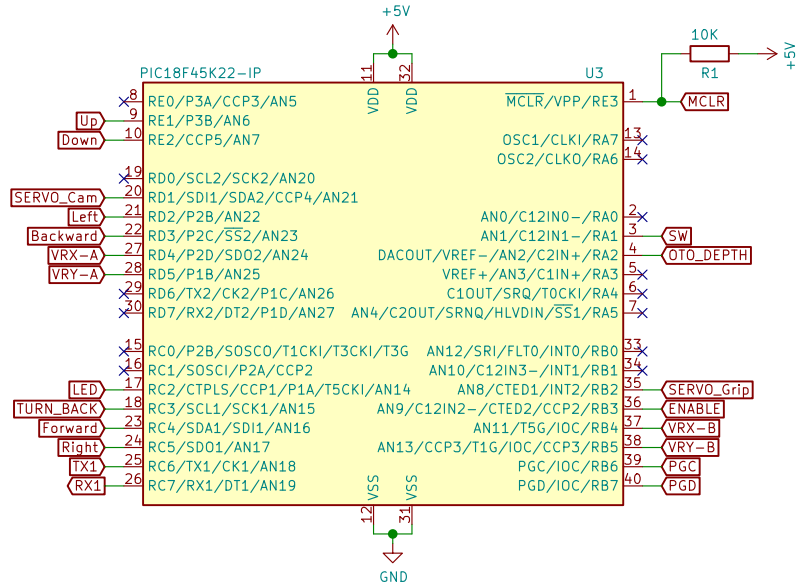 +5V
10K
+5V
R1
PIC18F45K22-IP
U3
11
32
VDD
VDD
8 RE0/P3A/CCP3/AN5
Up 9 RE1/P3B/AN6
Down 10 RE2/CCP5/AN7
19 RD0/SCL2/SCK2/AN20
SERVO_Cam 20 RD1/SDI1/SDA2/CCP4/AN21
Left 21 RD2/P2B/AN22
Backward 22 RD3/P2C/SS2/AN23
VRX-A 27 RD4/P2D/SDO2/AN24
VRY-A 28 RD5/P1B/AN25
29 RD6/TX2/CK2/P1C/AN26
30 RD7/RX2/DT2/P1D/AN27
15 RC0/P2B/SOSCO/T1CKI/T3CKI/T3G
16 RC1/SOSCI/P2A/CCP2
LED 17 RC2/CTPLS/CCP1/P1A/T5CKI/AN14
TURN_BACK 18 RC3/SCL1/SCK1/AN15
Forward 23 RC4/SDA1/SDI1/AN16
Right 24 RC5/SDO1/AN17
TX1 25 RC6/TX1/CK1/AN18
RX1 26 RC7/RX1/DT1/AN19
MCLR/VPP/RE3 1 MCLR
OSC1/CLKI/RA7 13
OSC2/CLKO/RA6 14
AN0/C12IN0-/RA0 2
AN1/C12IN1-/RA1 3 SW
DACOUT/VREF-/AN2/C2IN+/RA2 4 OTO_DEPTH
VREF+/AN3/C1IN+/RA3 5
C1OUT/SRQ/T0CKI/RA4 6
AN4/C2OUT/SRNQ/HLVDIN/SS1/RA5 7
AN12/SRI/FLT0/INT0/RB0 33
AN10/C12IN3-/INT1/RB1 34
AN8/CTED1/INT2/RB2 35 SERVO_Grip
AN9/C12IN2-/CTED2/CCP2/RB3 36 ENABLE
AN11/T5G/IOC/RB4 37 VRX-B
AN13/CCP3/T1G/IOC/CCP3/RB5 38 VRY-B
PGC/IOC/RB6 39 PGC
PGD/IOC/RB7 40 PGD
VSS
VSS
12
31
GND